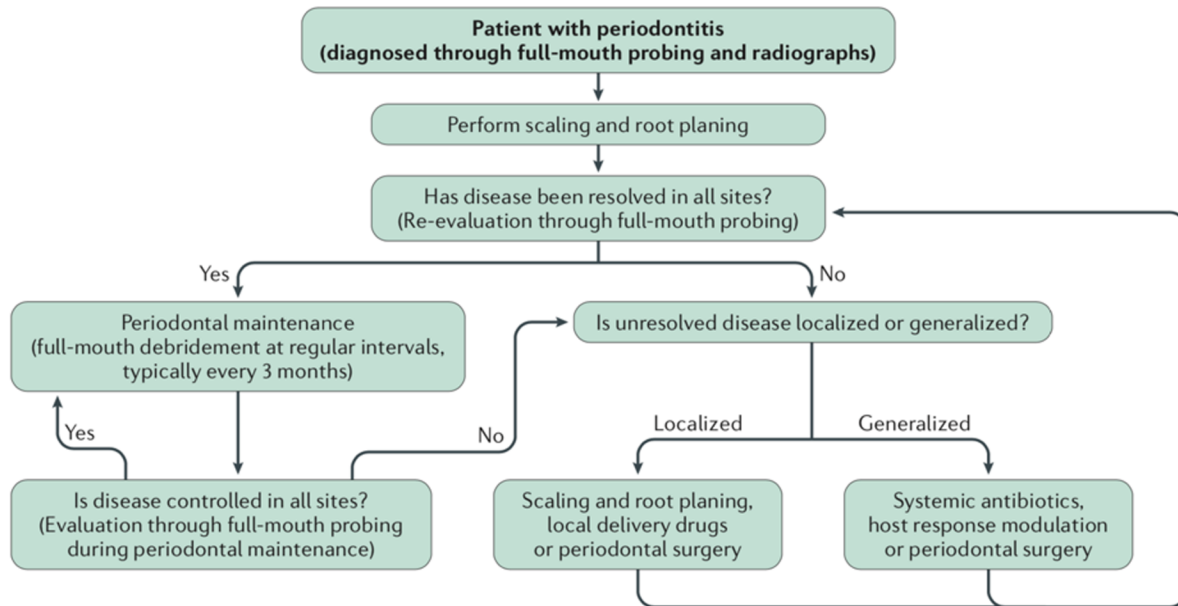 Patient with periodontitis
(diagnosed through full-mouth probing and radiographs)
Perform scaling and root planing
Has disease been resolved in all sites?
(Re-evaluation through full-mouth probing)
Yes
No
Periodontal maintenance
(full-mouth debridement at regular intervals,
typically every 3 months)
Is unresolved disease localized or generalized?
Yes
No
Localized
Generalized
Is disease controlled in all sites?
(Evaluation through full-mouth probing
during periodontal maintenance)
Scaling and root planing,
local delivery drugs
or periodontal surgery
Systemic antibiotics,
host response modulation
or periodontal surgery